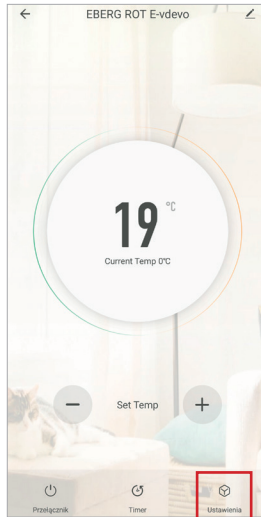 EBERG ROT E-vdevo
19 °C
Current Temp 0°C
Set Temp
Przełącznik Timer Ustawienia